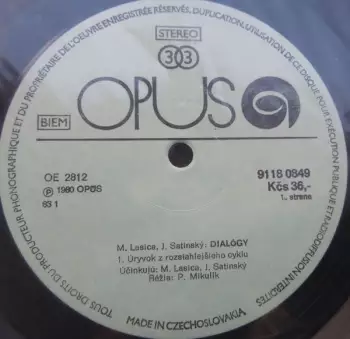 TOUS DROITS DU PRODUCTEUR PHONOGRAPHIQUE ET DU PROPRIÉTAIRE DE L'OEUVRE ENREGISTRÉE RÉSERVÉS, DUPLICATION, UTILISATION DE CE DISQUE POUR EXÉCUTION PUBLIQUE ET RADIODIFFUSION INTERDITES
STEREO
33
OPUS
BIEM
OE 2812
9118 0849
Ⓟ 1980 OPUS
Kčs 36,-
83 1
1. strana
M. Lasica, J. Satinský: DIALÓGY
1. Úryvok z rozsiahlejšieho cyklu
Účinkujú: M. Lasica, J. Satinský
Réžia: P. Mikulík
MADE IN CZECHOSLOVAKIA